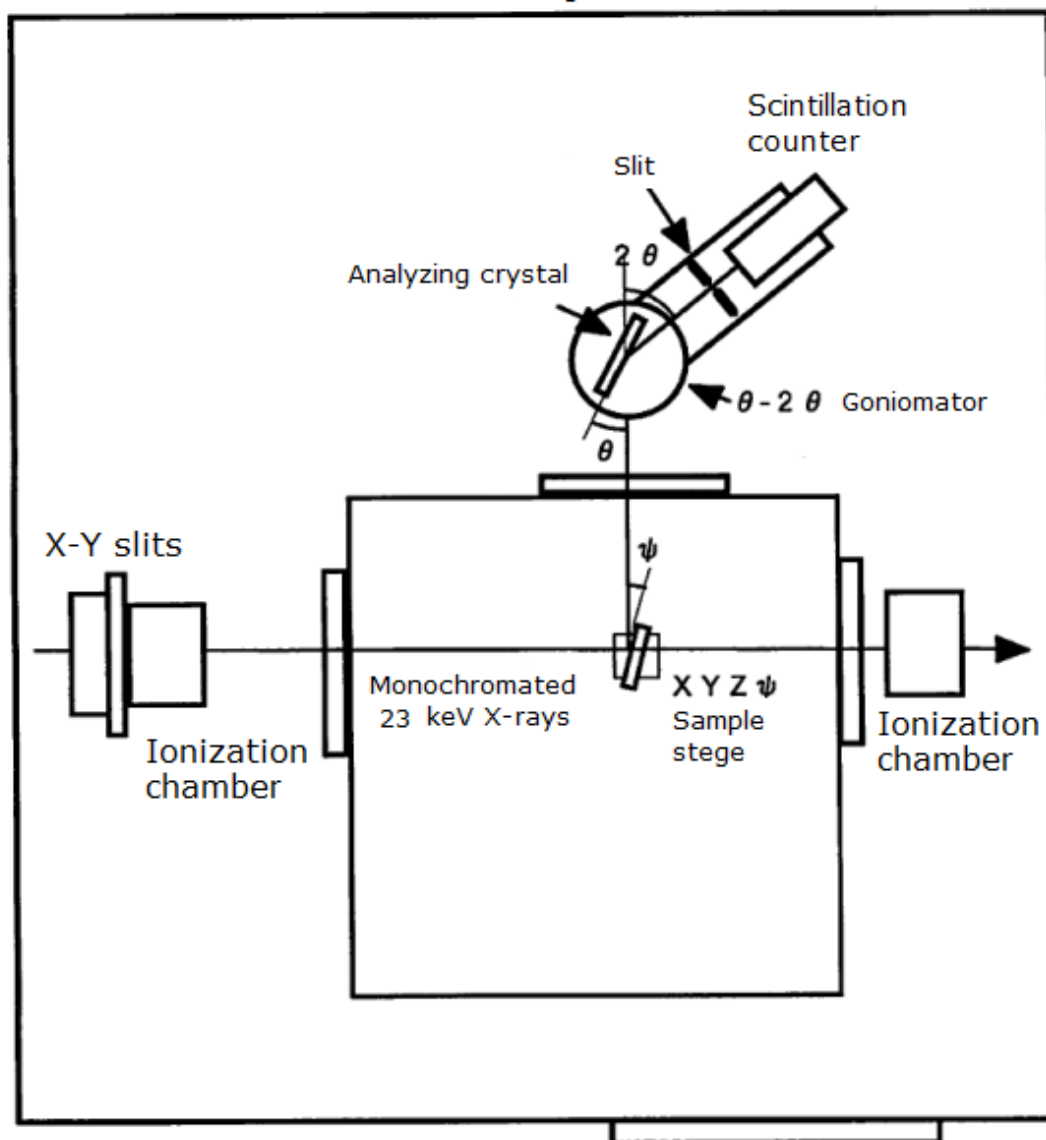 Scintillation
counter
Slit
2 θ
Analyzing crystal
θ - 2 θ Goniomator
θ
X-Y slits
ψ
Monochromated
23 keV X-rays
X Y Z ψ
Sample
stege
Ionization
chamber
Ionization
chamber